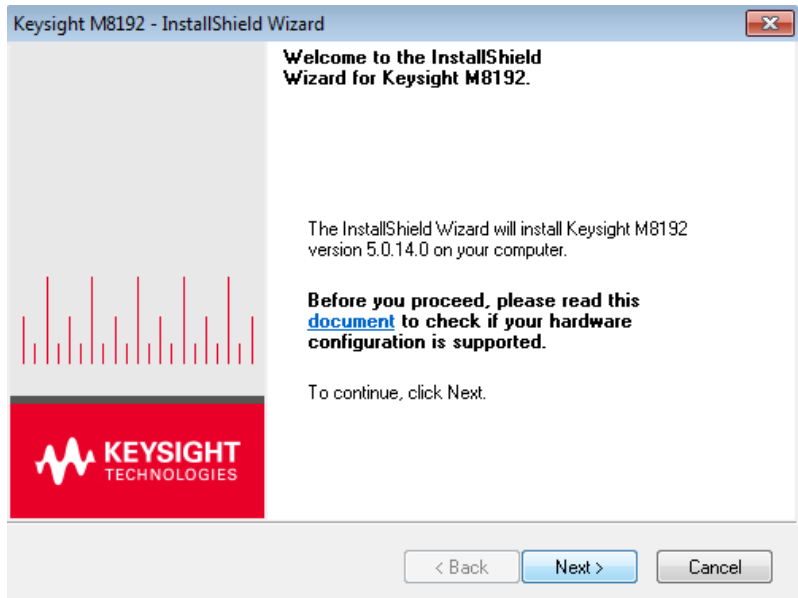 Keysight M8192 - InstallShield Wizard
Welcome to the InstallShield
Wizard for Keysight M8192.
The InstallShield Wizard will install Keysight M8192
version 5.0.14.0 on your computer.
Before you proceed, please read this
document to check if your hardware
configuration is supported.
To continue, click Next.
KEYSIGHT
TECHNOLOGIES
< Back Next > Cancel